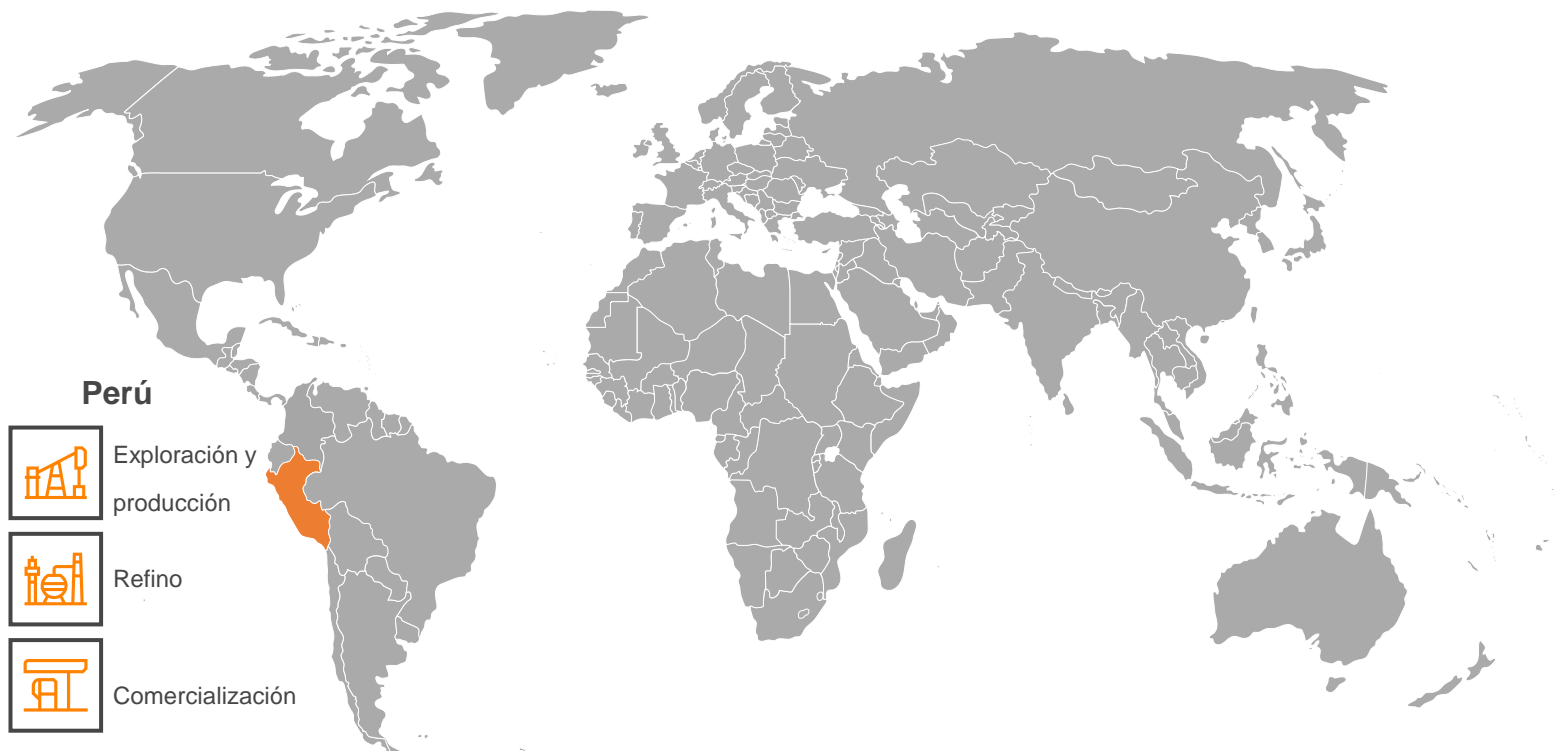 Perú
Exploración y
producción
Refino
Comercialización